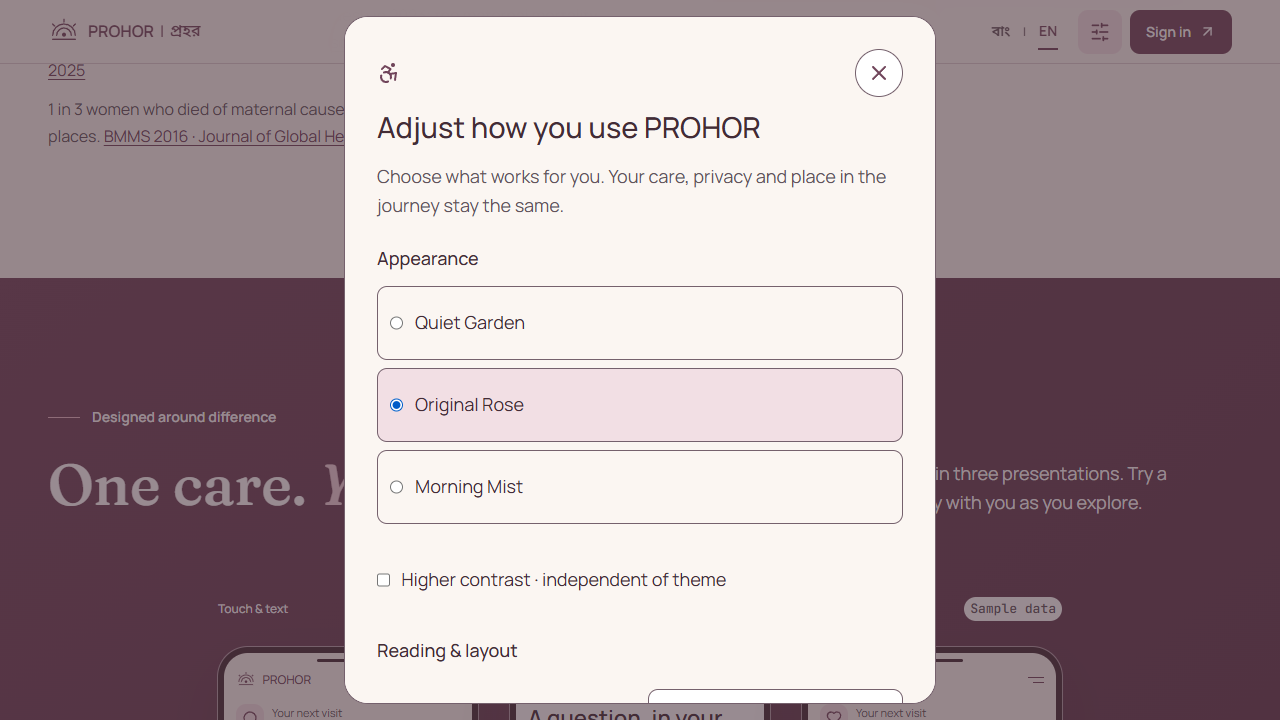 PROHOR | প্রহর
বাং | EN
Sign in
2025
1 in 3 women who died of maternal cause
places. BMMS 2016 · Journal of Global He
Adjust how you use PROHOR
Choose what works for you. Your care, privacy and place in the
journey stay the same.
Appearance
Quiet Garden
Original Rose
Morning Mist
Higher contrast · independent of theme
Reading & layout
Designed around difference
One care.
in three presentations. Try a
with you as you explore.
Touch & text
Sample data
PROHOR
Your next visit
A question, in your
Your next visit